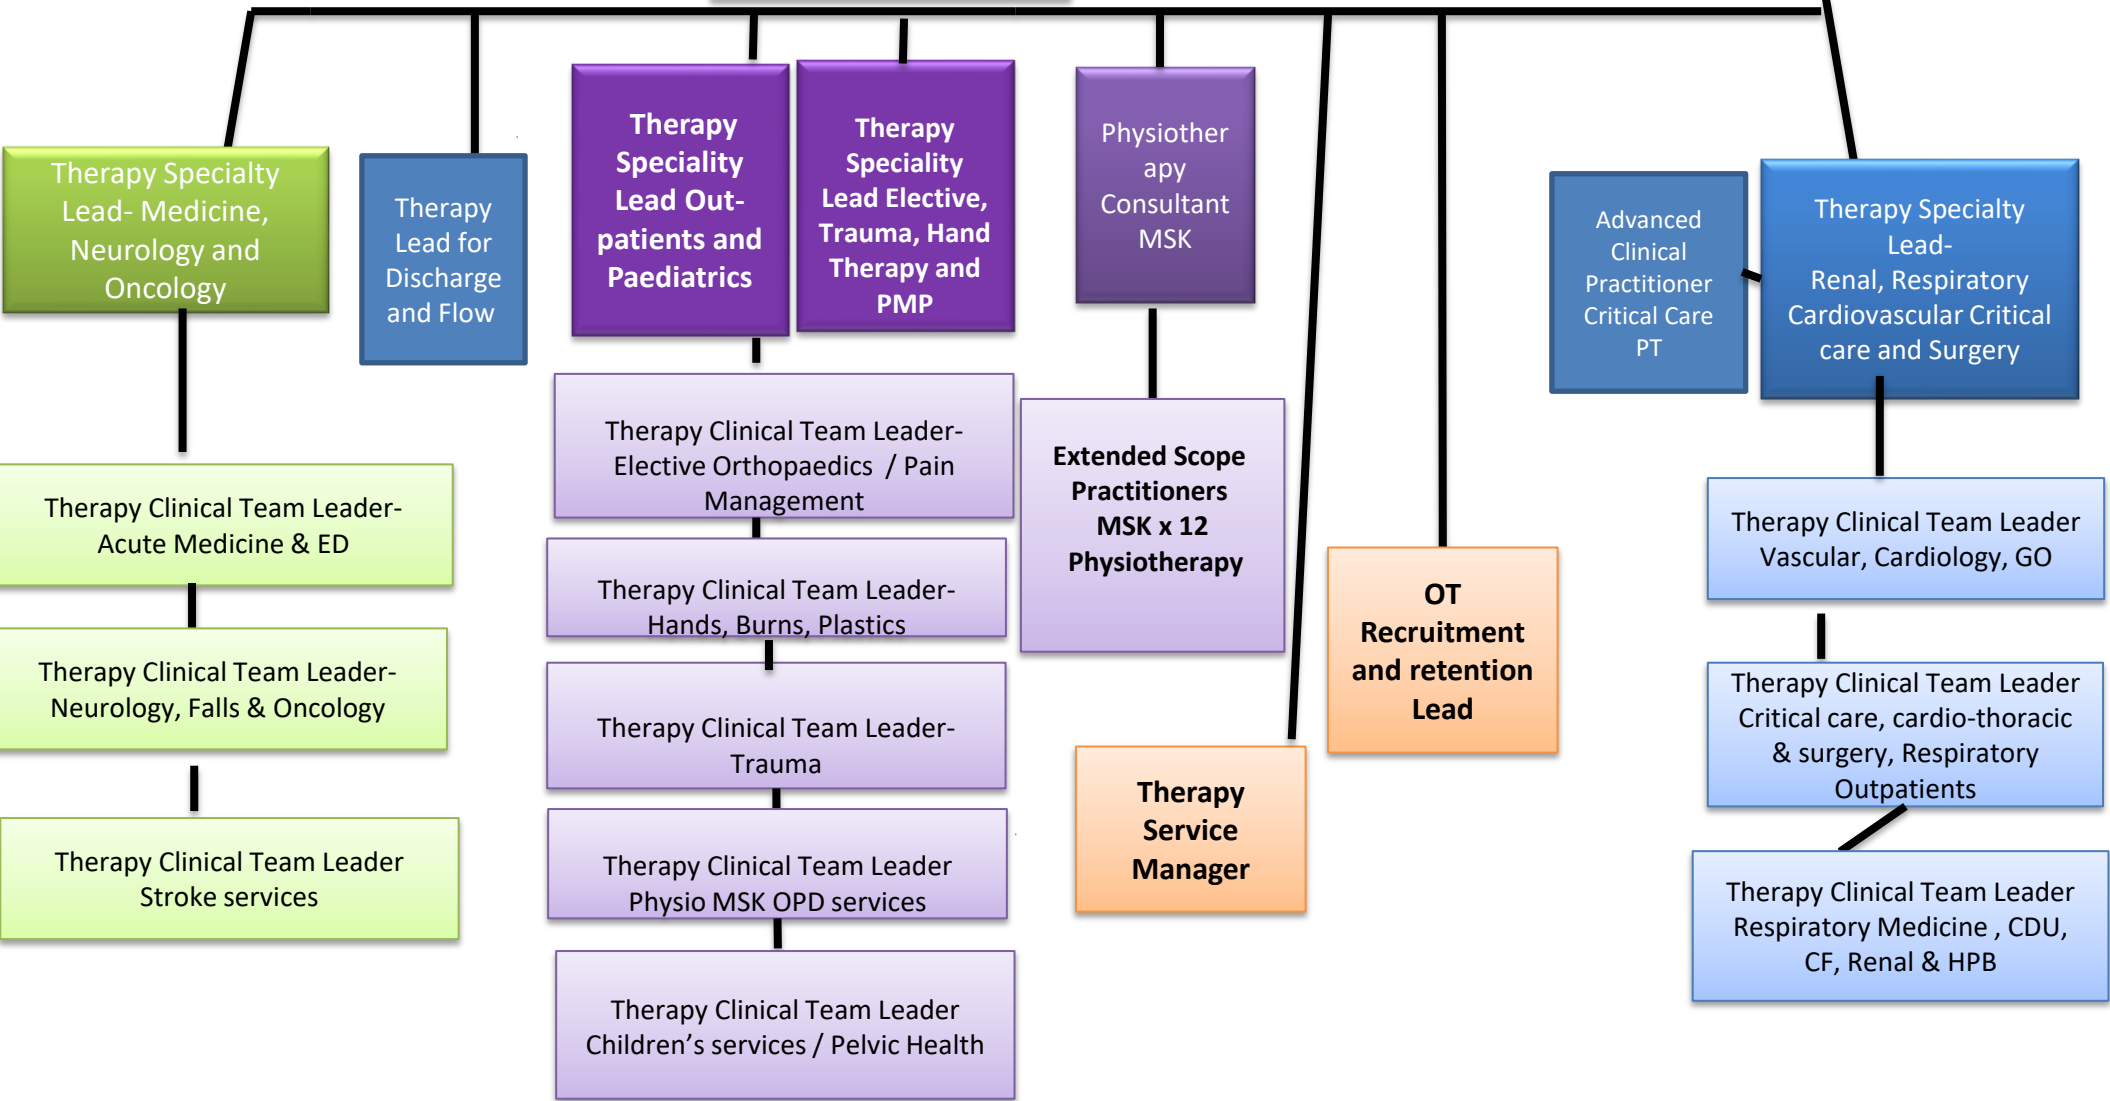 Therapy Specialty
Lead- Medicine,
Neurology and
Oncology
Therapy
Lead for
Discharge
and Flow
Therapy
Speciality
Lead Out-
patients and
Paediatrics
Therapy
Speciality
Lead Elective,
Trauma, Hand
Therapy and
PMP
Physiother
apy
Consultant
MSK
Advanced
Clinical
Practitioner
Critical Care
PT
Therapy Specialty
Lead-
Renal, Respiratory
Cardiovascular Critical
care and Surgery
Therapy Clinical Team Leader-
Acute Medicine & ED
Therapy Clinical Team Leader-
Neurology, Falls & Oncology
Therapy Clinical Team Leader
Stroke services
Therapy Clinical Team Leader-
Elective Orthopaedics / Pain
Management
Therapy Clinical Team Leader-
Hands, Burns, Plastics
Therapy Clinical Team Leader-
Trauma
Therapy Clinical Team Leader
Physio MSK OPD services
Therapy Clinical Team Leader
Children’s services / Pelvic Health
Extended Scope
Practitioners
MSK x 12
Physiotherapy
Therapy
Service
Manager
OT
Recruitment
and retention
Lead
Therapy Clinical Team Leader
Vascular, Cardiology, GO
Therapy Clinical Team Leader
Critical care, cardio-thoracic
& surgery, Respiratory
Outpatients
Therapy Clinical Team Leader
Respiratory Medicine , CDU,
CF, Renal & HPB